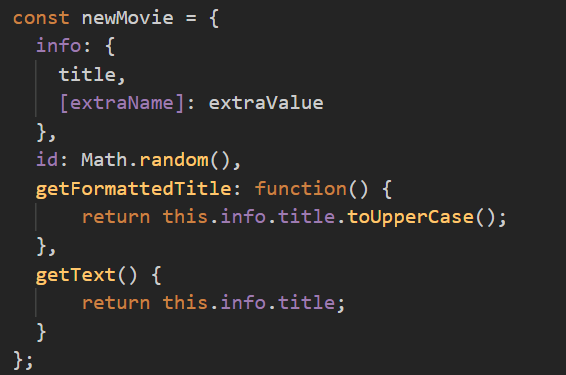 const newMovie = {
  info: {
    title,
    [extraName]: extraValue
  },
  id: Math.random(),
  getFormattedTitle: function() {
      return this.info.title.toUpperCase();
  },
  getText() {
      return this.info.title;
  }
};